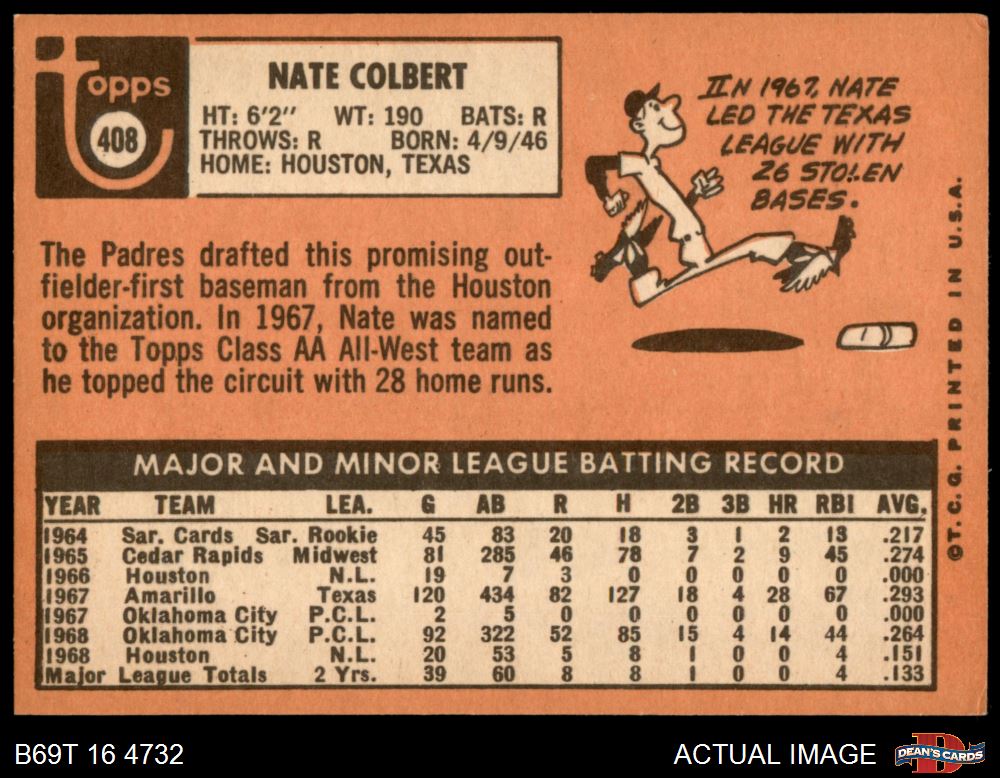 Topps
408
NATE COLBERT
HT: 6'2" WT: 190 BATS: R
THROWS: R BORN: 4/9/46
HOME: HOUSTON, TEXAS
IN 1967, NATE
LED THE TEXAS
LEAGUE WITH
26 STOLEN
BASES.
The Padres drafted this promising out-
fielder-first baseman from the Houston
organization. In 1967, Nate was named
to the Topps Class AA All-West team as
he topped the circuit with 28 home runs.
©T. C. G. PRINTED IN U.S.A.
MAJOR AND MINOR LEAGUE BATTING RECORD
YEAR TEAM LEA. G AB R H 2B 3B HR RBI AVG.
1964 Sar. Cards Sar. Rookie 45 83 20 18 3 1 2 13 .217
1965 Cedar Rapids Midwest 81 285 46 78 7 2 9 45 .274
1966 Houston N.L. 19 7 3 0 0 0 0 0 .000
1967 Amarillo Texas 120 434 82 127 18 4 28 67 .293
1967 Oklahoma City P.C.L. 2 5 0 0 0 0 0 0 .000
1968 Oklahoma City P.C.L. 92 322 52 85 15 4 14 44 .264
1968 Houston N.L. 20 53 5 8 1 0 0 4 .151
Major League Totals 2 Yrs. 39 60 8 8 1 0 0 4 .133
B69T 16 4732
ACTUAL IMAGE
DEAN'S CARDS